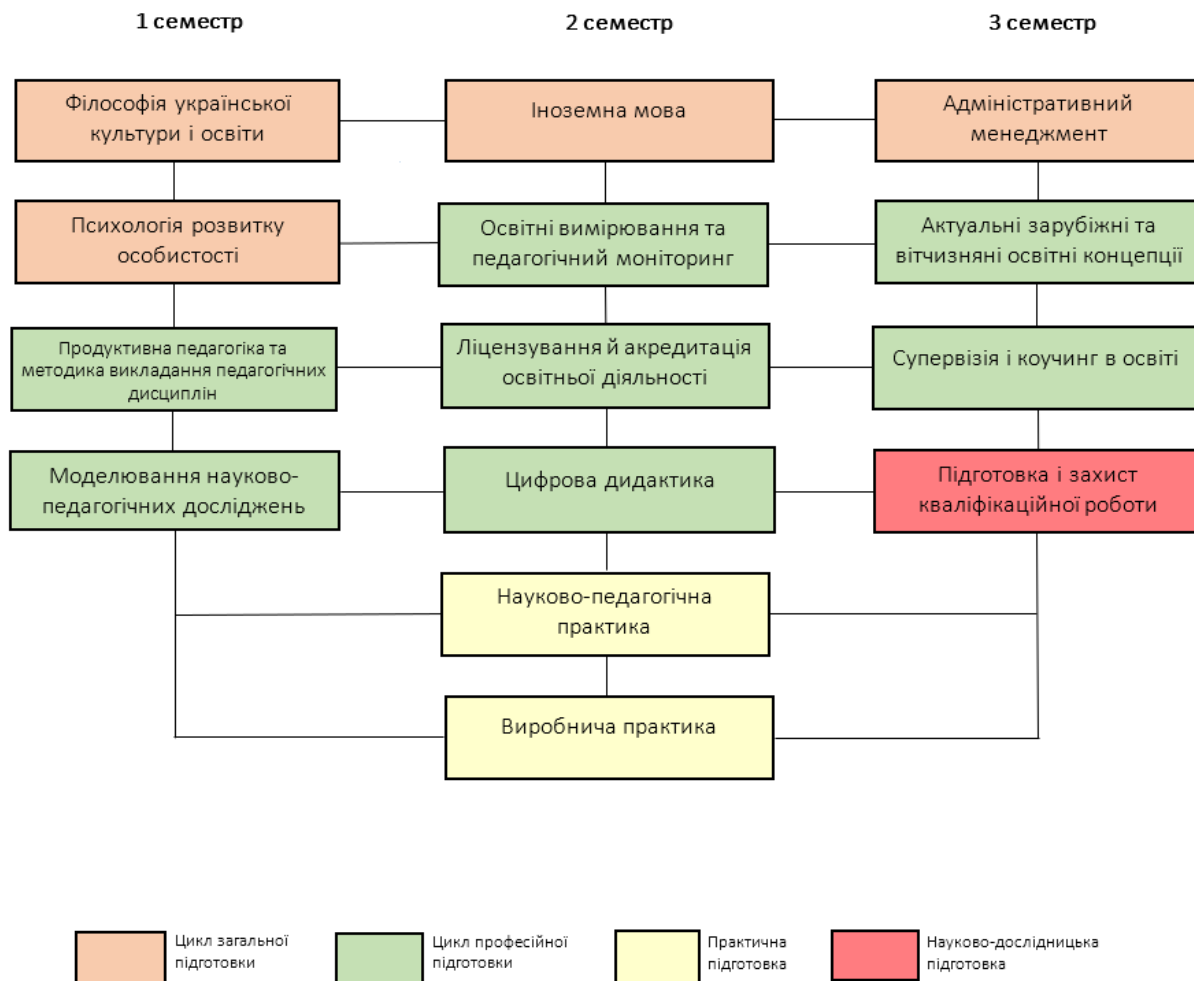 1 семестр
2 семестр
3 семестр
Філософія української
культури і освіти
Іноземна мова
Адміністративний
менеджмент
Психологія розвитку
особистості
Освітні вимірювання та
педагогічний моніторинг
Актуальні зарубіжні та
вітчизняні освітні концепції
Продуктивна педагогіка та
методика викладання педагогічних
дисциплін
Ліцензування й акредитація
освітньої діяльності
Супервізія і коучинг в освіті
Моделювання науково-
педагогічних досліджень
Цифрова дидактика
Підготовка і захист
кваліфікаційної роботи
Науково-педагогічна
практика
Виробнича практика
Цикл загальної
підготовки
Цикл професійної
підготовки
Практична
підготовка
Науково-дослідницька
підготовка